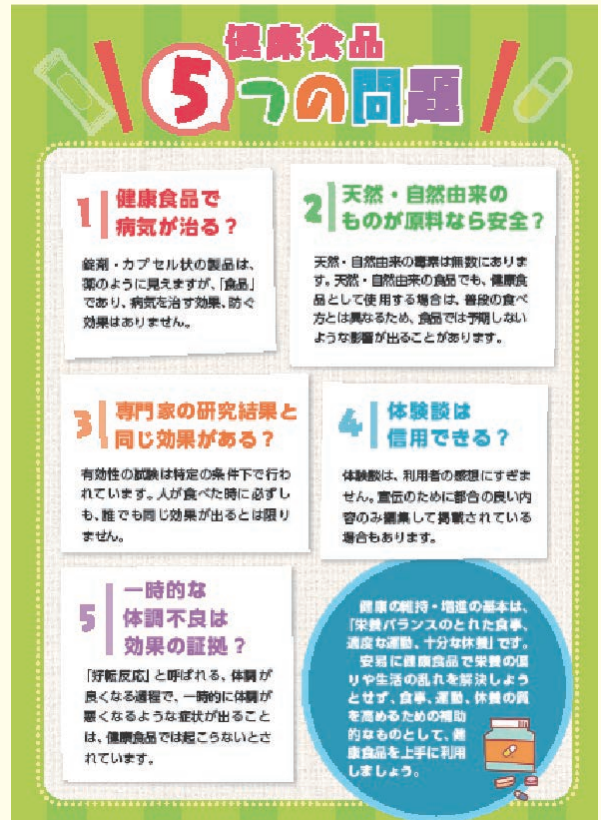 健康食品
5つの問題
1 健康食品で
病気が治る？
錠剤・カプセル状の製品は、
薬のように見えますが、「食品」
であり、病気を治す効果、防ぐ
効果はありません。
2 天然・自然由来の
ものが原料なら安全？
天然・自然由来の毒素は無数にありま
す。天然・自然由来の食品でも、健康食
品として使用する場合は、普段の食べ
方とは異なるため、食品では予期しない
ような影響が出ることがあります。
3 専門家の研究結果と
同じ効果がある？
有効性の試験は特定の条件下で行わ
れています。人が食べた時に必ずし
も、誰でも同じ効果が出るとは限り
ません。
4 体験談は
信用できる？
体験談は、利用者の感想にすぎま
せん。宣伝のために都合の良い内
容のみ編集して掲載されている
場合もあります。
5 一時的な
体調不良は
効果の証拠？
「好転反応」と呼ばれる、体調が
良くなる過程で、一時的に体調が
悪くなるような症状が出ること
は、健康食品では起こらないとさ
れています。
健康の維持・増進の基本は、
「栄養バランスのとれた食事、
適度な運動、十分な休養」です。
安易に健康食品で栄養の偏
りや生活の乱れを解決しよう
とせず、食事、運動、休養の質
を高めるための補助
的なものとして、健
康食品を上手に利用
しましょう。